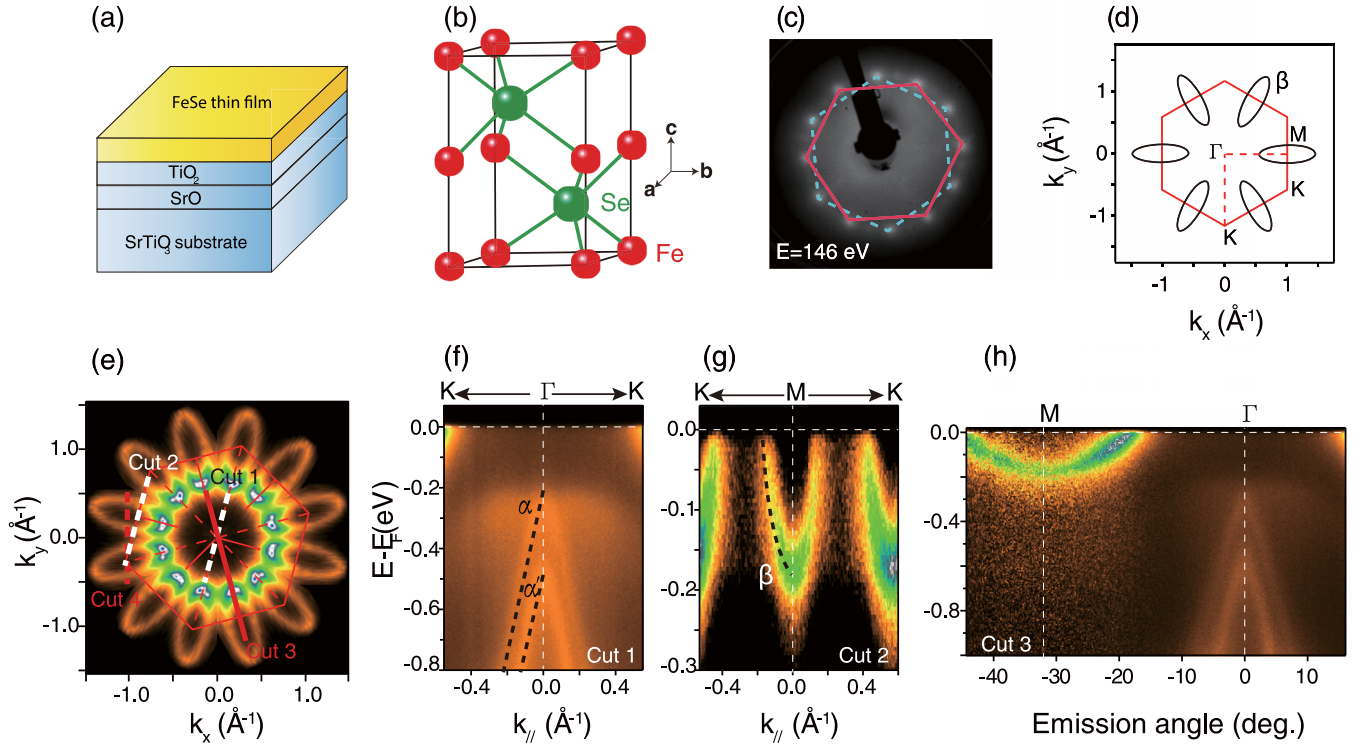 (a)
FeSe thin film
TiO2
SrO
SrTiO3 substrate
(b)
c
a
b
Se
Fe
(c)
E=146 eV
(d)
β
M
Γ
K
K
1
0
-1
-1
0
1
k_y (Å-1)
k_x (Å-1)
(e)
Cut 2
Cut 1
Cut 4
Cut 3
1.0
0.0
-1.0
-1.0
0.0
1.0
k_y (Å-1)
k_x (Å-1)
(f)
K Γ K
0.0
-0.2
-0.4
-0.6
-0.8
E-EF(eV)
α
α'
Cut 1
-0.4 0.0 0.4
k// (Å-1)
(g)
K M K
0.0
-0.1
-0.2
-0.3
β
Cut 2
-0.4 0.0 0.4
k// (Å-1)
(h)
M Γ
0.0
-0.4
-0.8
Cut 3
-40 -30 -20 -10 0 10
Emission angle (deg.)